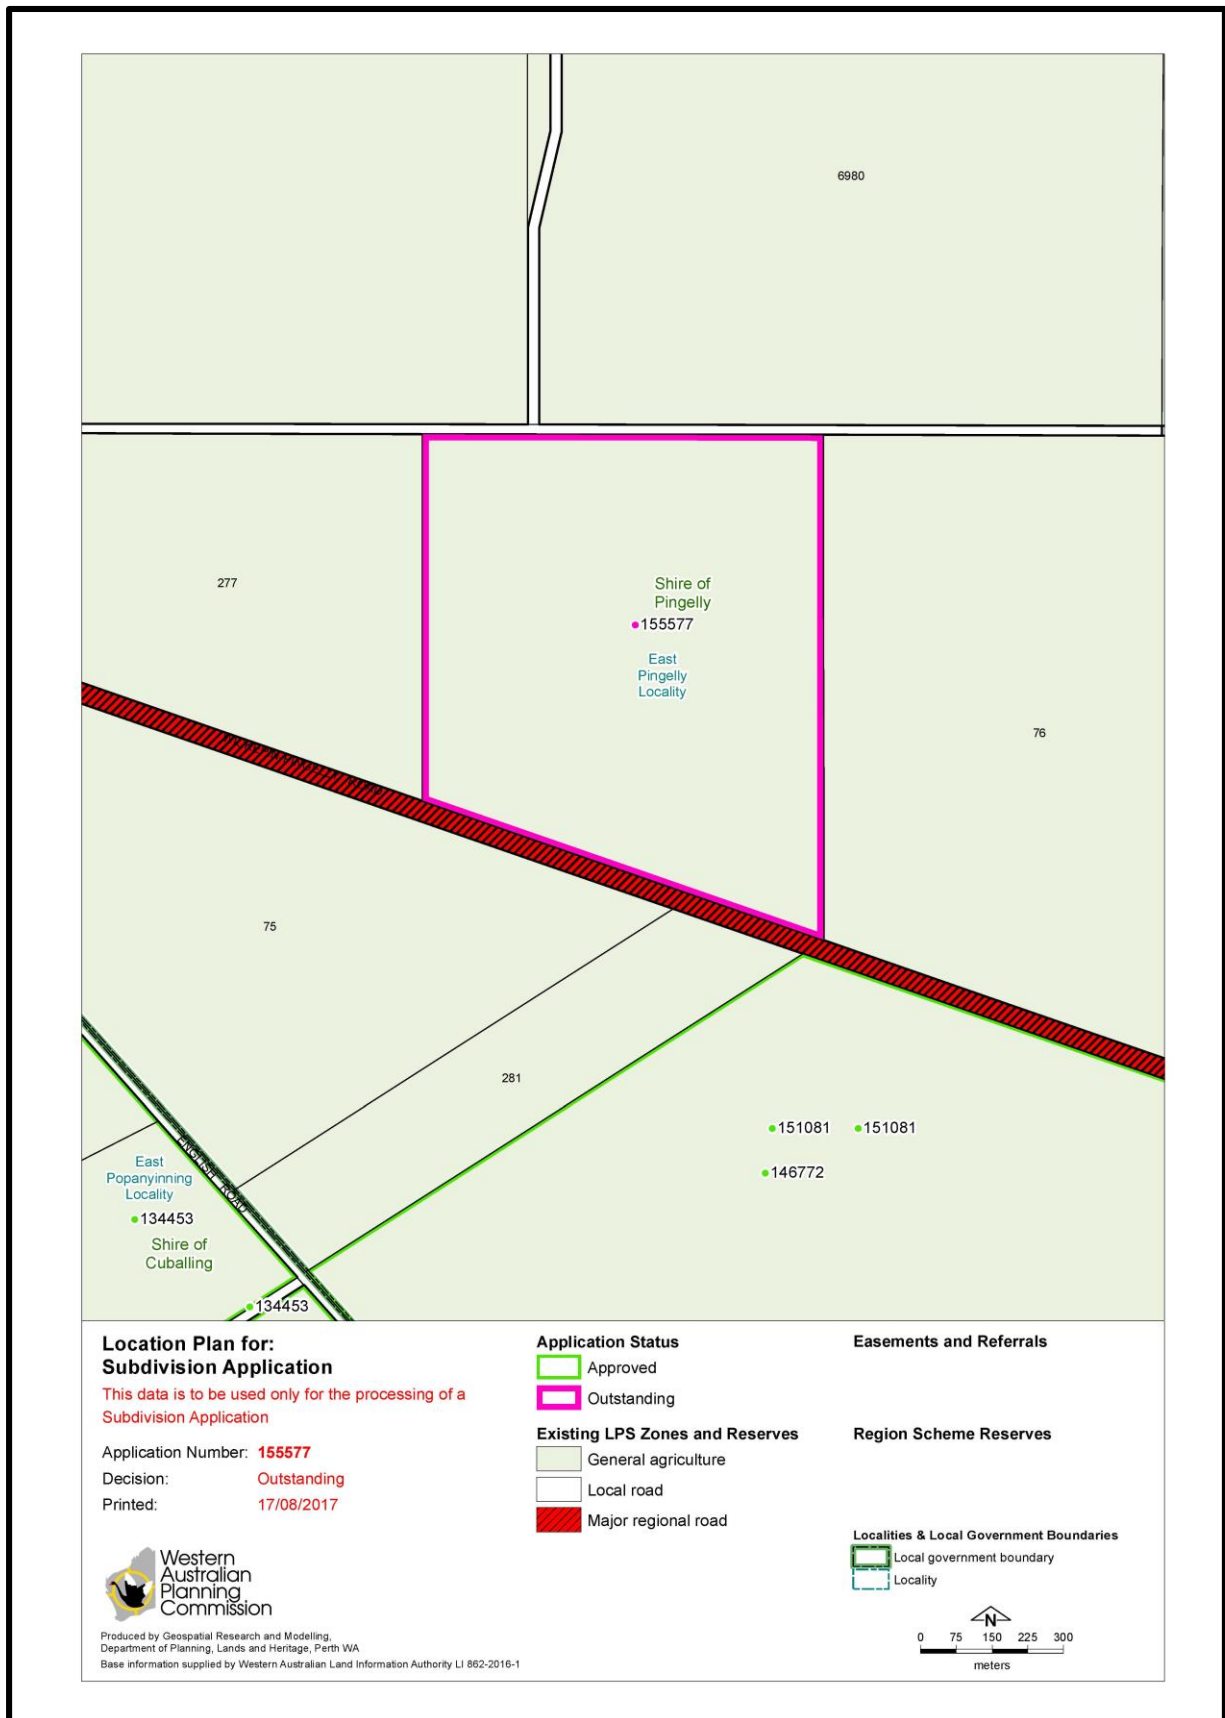 6980
277
Shire of
Pingelly
155577
East
Pingelly
Locality
76
75
281
151081
151081
146772
ENGLISH ROAD
East
Popanyinning
Locality
134453
Shire of
Cuballing
134453
Location Plan for:
Subdivision Application
This data is to be used only for the processing of a
Subdivision Application
Application Number: 155577
Decision: Outstanding
Printed: 17/08/2017
Western
Australian
Planning
Commission
Produced by Geospatial Research and Modelling,
Department of Planning, Lands and Heritage, Perth WA
Base information supplied by Western Australian Land Information Authority LI 862-2016-1
Application Status
Approved
Outstanding
Existing LPS Zones and Reserves
General agriculture
Local road
Major regional road
Easements and Referrals
Region Scheme Reserves
Localities & Local Government Boundaries
Local government boundary
Locality
N
0 75 150 225 300
meters